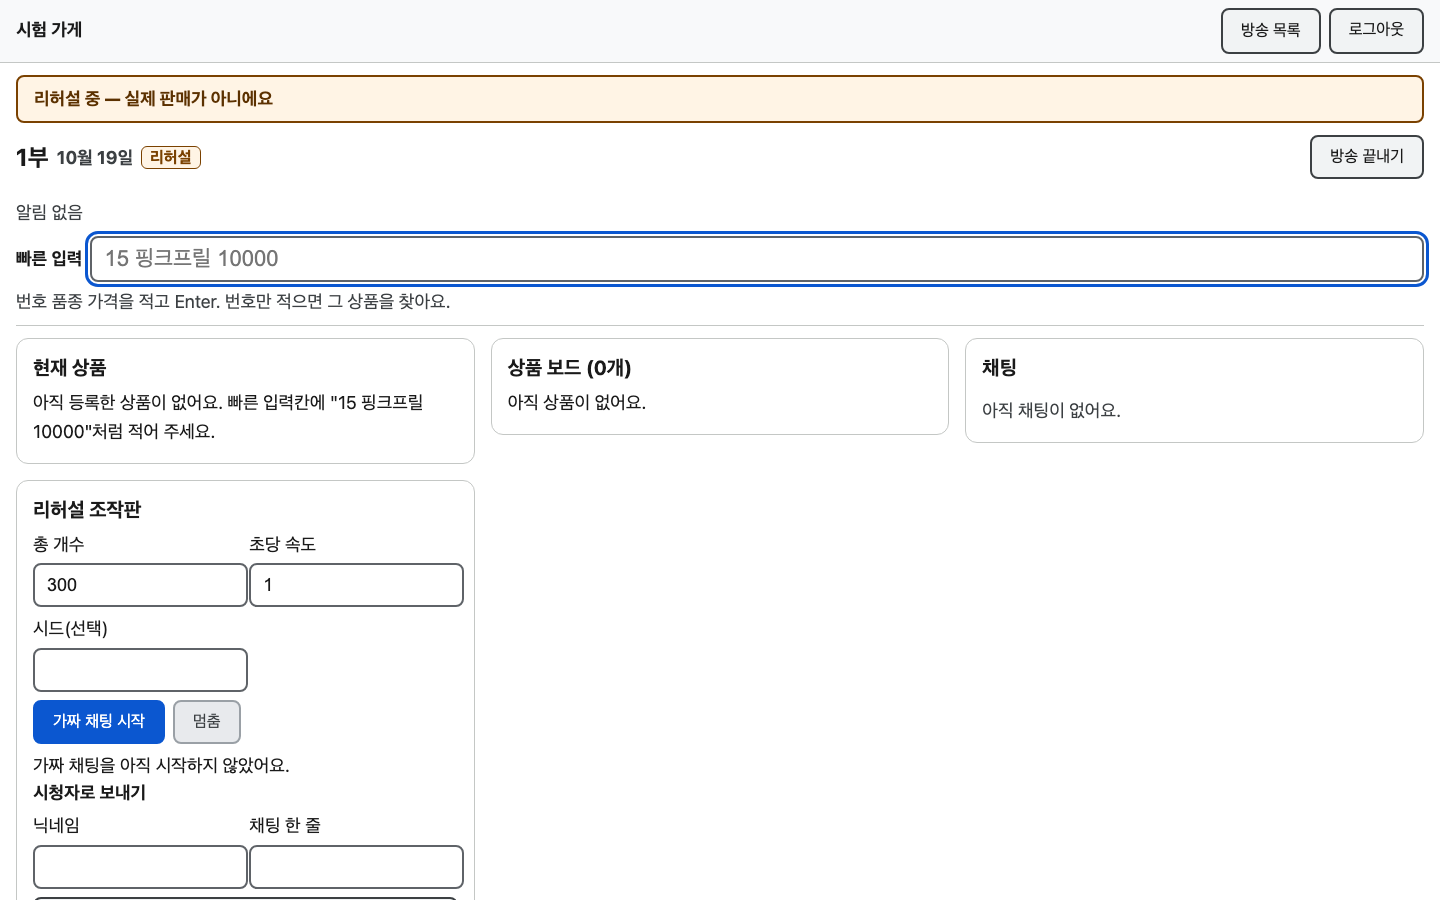 시험 가게
방송 목록
로그아웃
리허설 중 — 실제 판매가 아니에요
1부 10월 19일 리허설
방송 끝내기
알림 없음
빠른 입력 15 핑크프릴 10000
번호 품종 가격을 적고 Enter. 번호만 적으면 그 상품을 찾아요.
현재 상품
아직 등록한 상품이 없어요. 빠른 입력칸에 "15 핑크프릴
10000"처럼 적어 주세요.
상품 보드 (0개)
아직 상품이 없어요.
채팅
아직 채팅이 없어요.
리허설 조작판
총 개수
초당 속도
300
1
시드(선택)
가짜 채팅 시작
멈춤
가짜 채팅을 아직 시작하지 않았어요.
시청자로 보내기
닉네임
채팅 한 줄